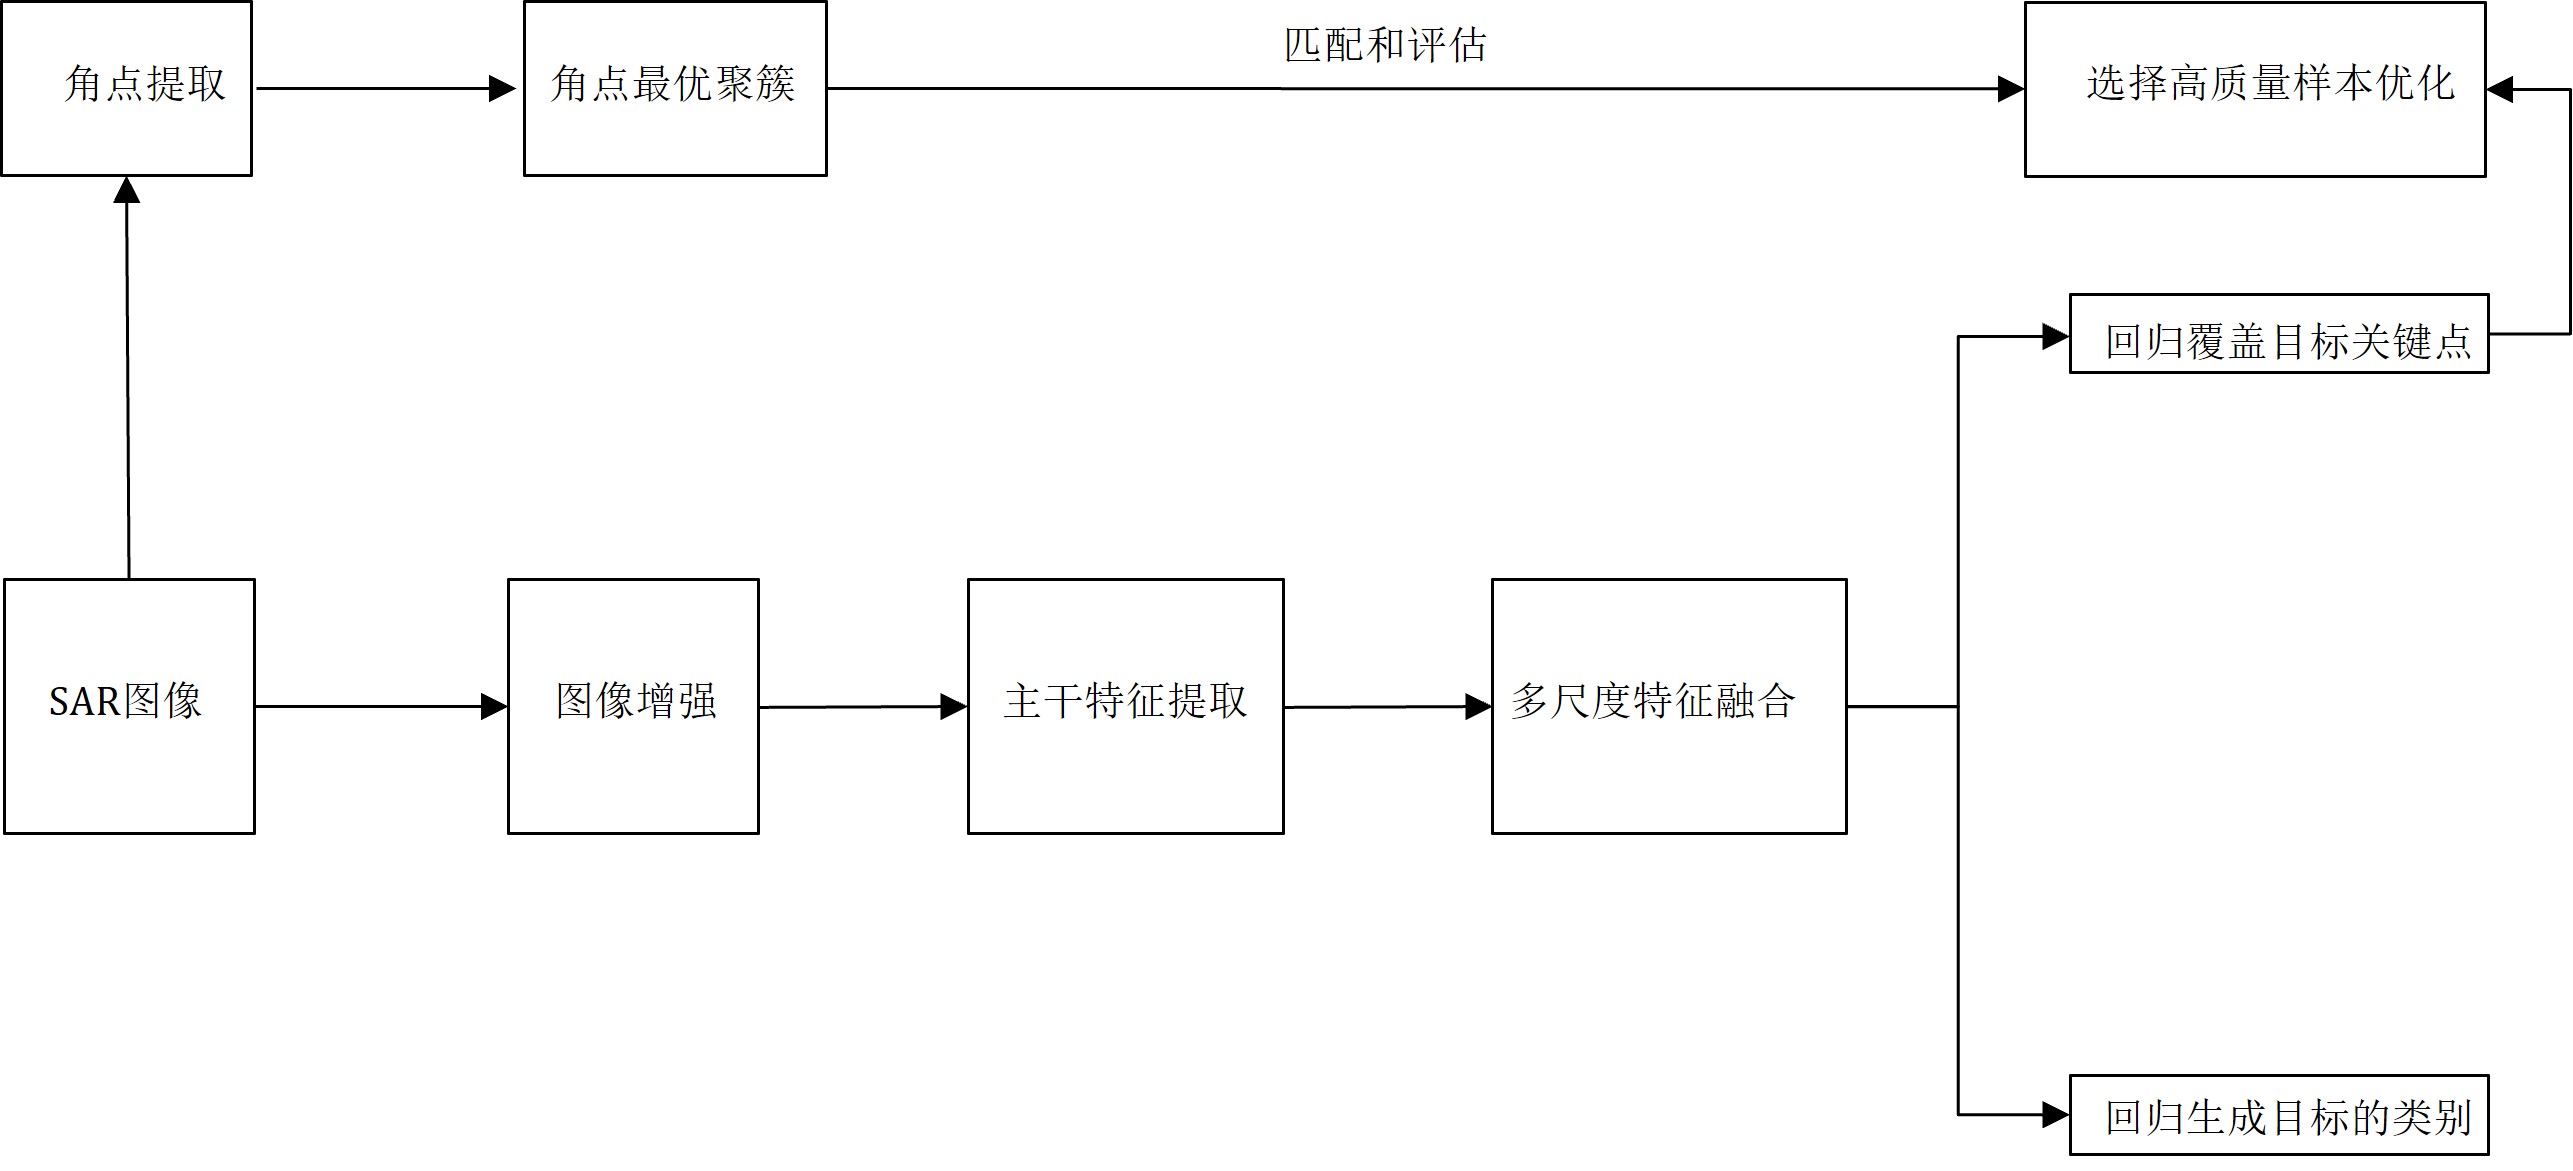 匹配和评估
角点提取
角点最优聚簇
选择高质量样本优化
回归覆盖目标关键点
SAR图像
图像增强
主干特征提取
多尺度特征融合
回归生成目标的类别